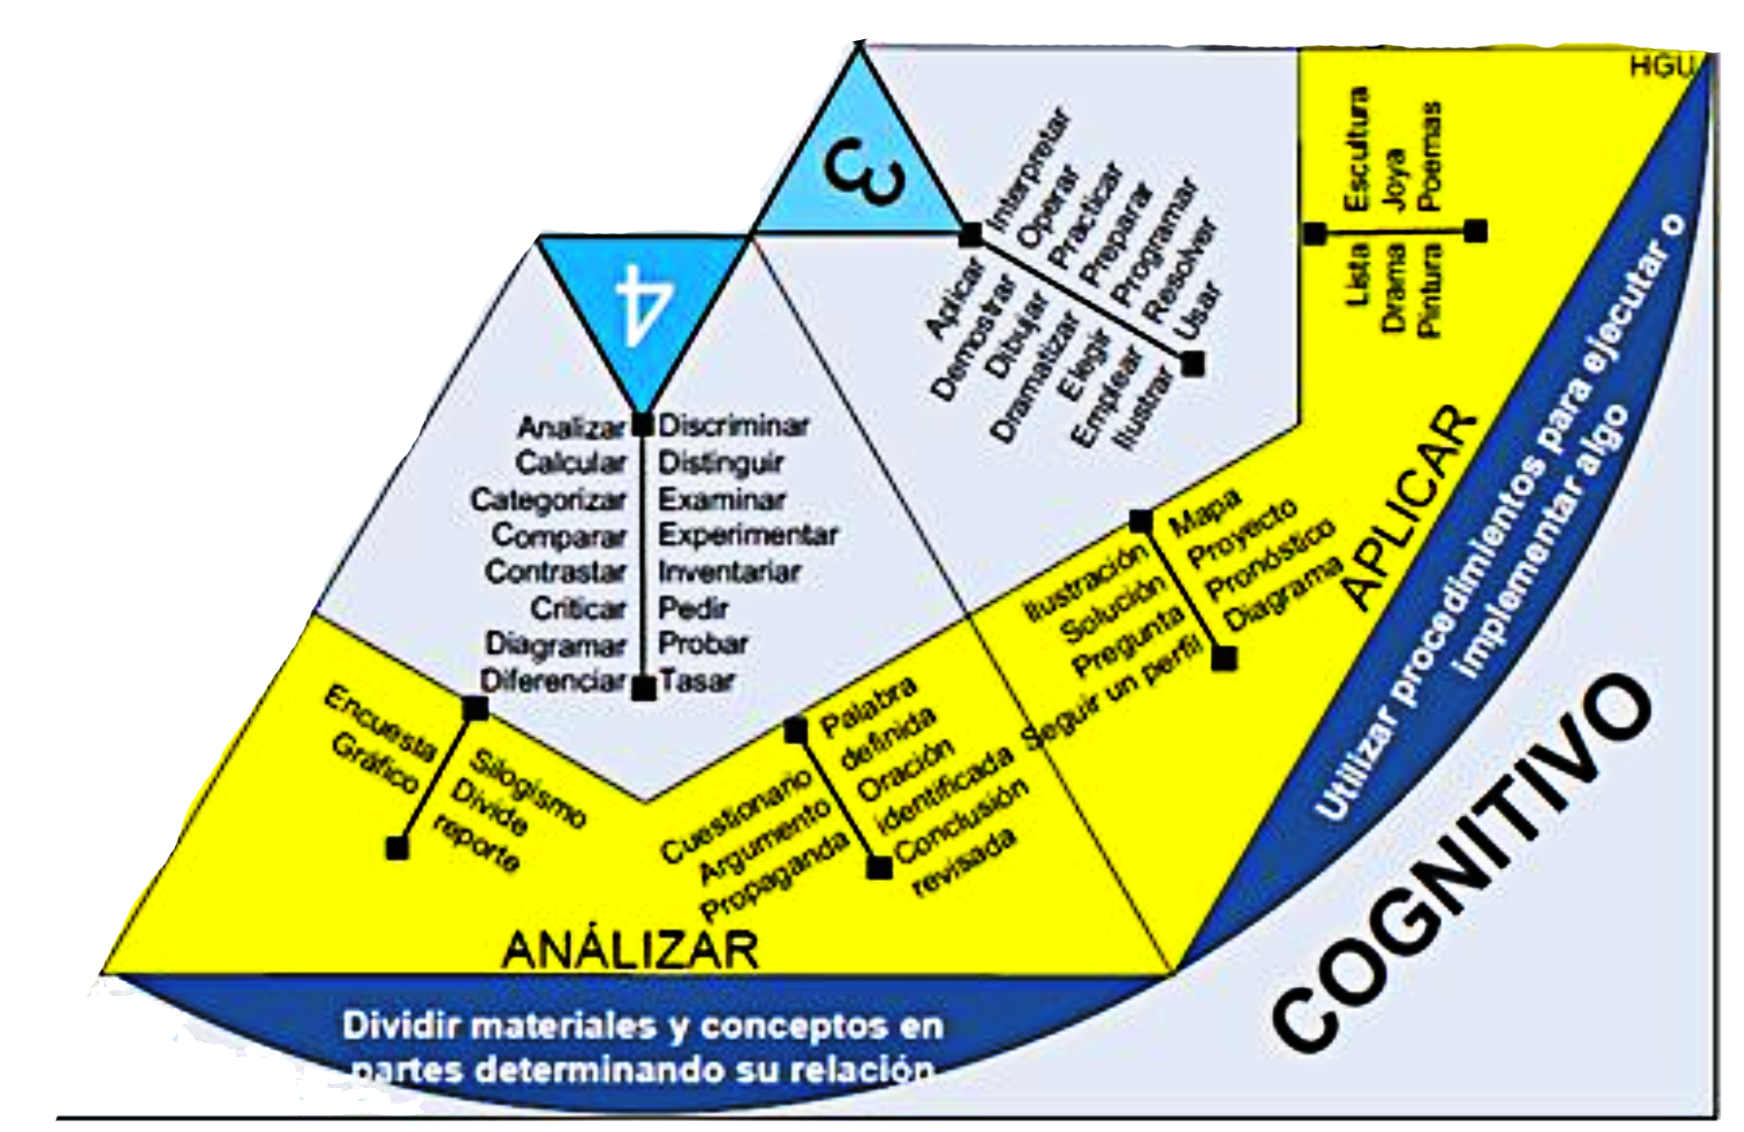 HGU
3
Interpretar
Operar
Practicar
Preparar
Programar
Resolver
Usar
Aplicar
Demostrar
Dibujar
Dramatizar
Elegir
Emplear
Ilustrar
Escultura
Joya
Poemas
Lista
Drama
Pintura
Mapa
Proyecto
Pronóstico
Diagrama
Ilustración
Solución
Pregunta
Seguir un perfil
APLICAR
Utilizar procedimientos para ejecutar o
implementar algo
4
Analizar
Calcular
Categorizar
Comparar
Contrastar
Criticar
Diagramar
Diferenciar
Discriminar
Distinguir
Examinar
Experimentar
Inventariar
Pedir
Probar
Tasar
Encuesta
Gráfico
Silogismo
Divide
reporte
Cuestionario
Argumento
Propaganda
Palabra
definida
Oración
identificada
Conclusión
revisada
ANÁLIZAR
Dividir materiales y conceptos en
partes determinando su relación
COGNITIVO